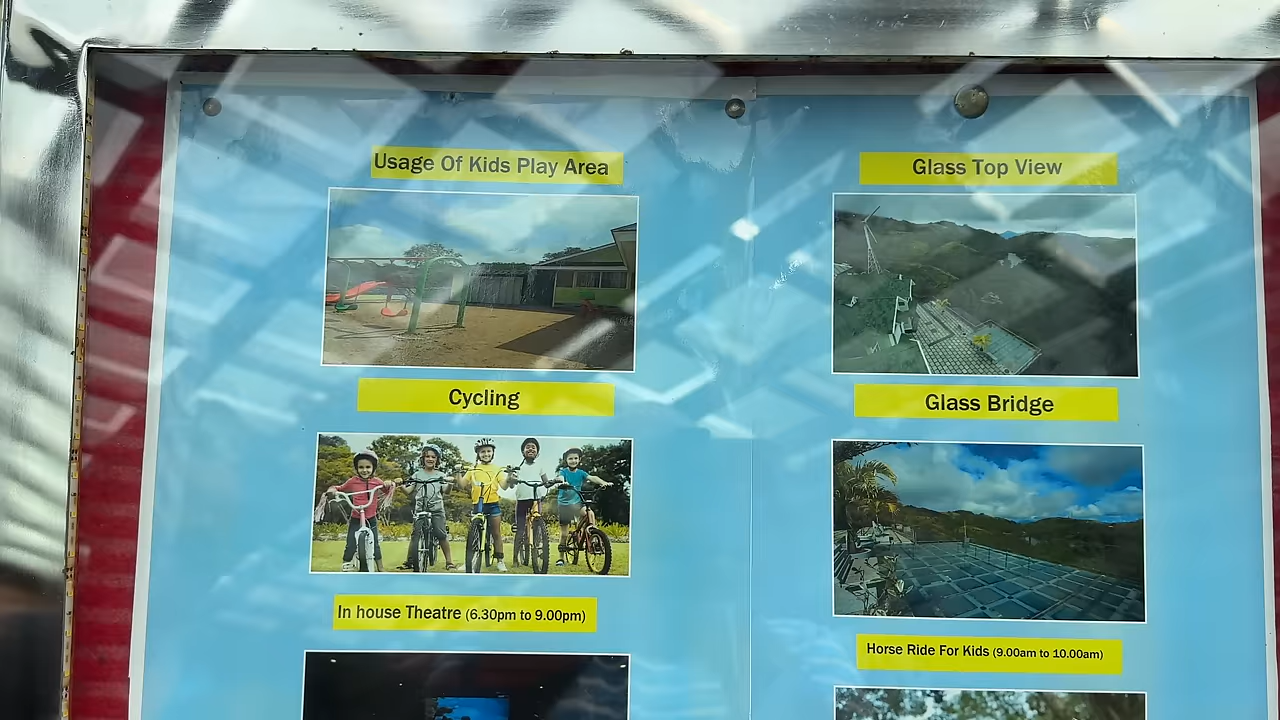 Usage Of Kids Play Area
Glass Top View
Cycling
Glass Bridge
In house Theatre (6.30pm to 9.00pm)
Horse Ride For Kids (9.00am to 10.00am)